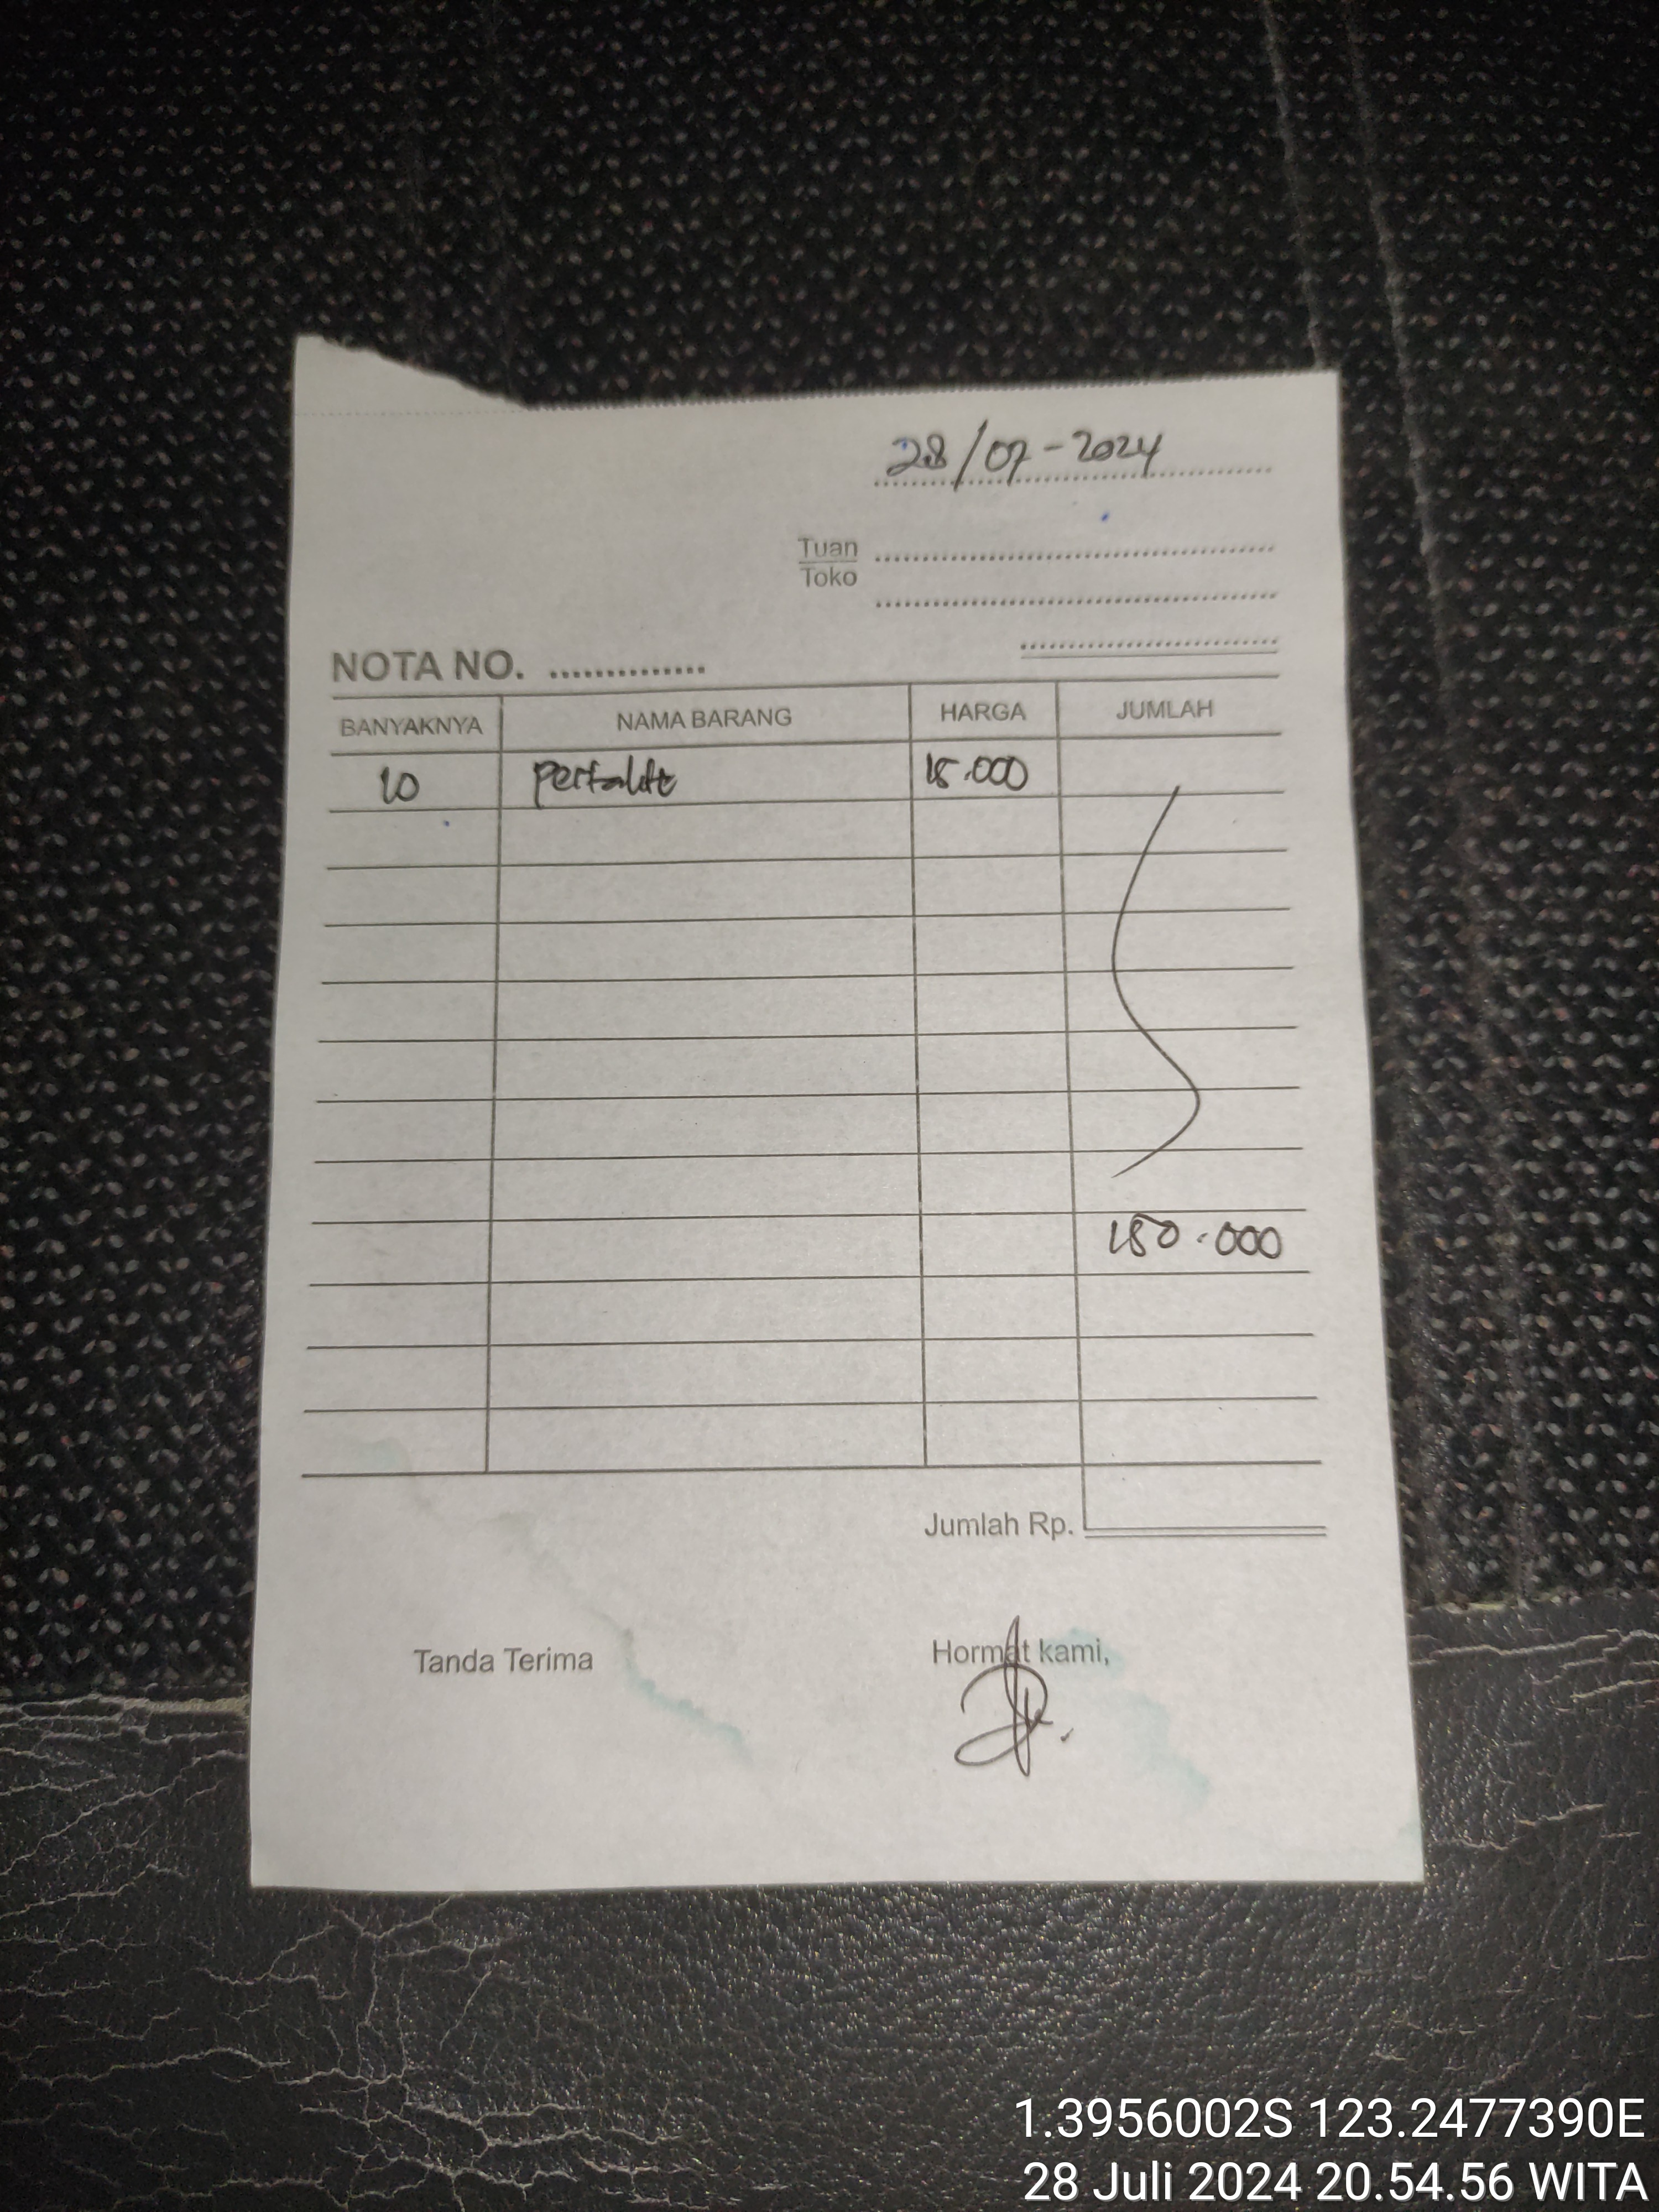 28/07-2024
Tuan
Toko
NOTA NO. ..............
BANYAKNYA NAMA BARANG HARGA JUMLAH
10 Pertalite 15.000
150.000
Jumlah Rp.
Tanda Terima Hormat kami,
1.3956002S 123.2477390E
28 Juli 2024 20.54.56 WITA